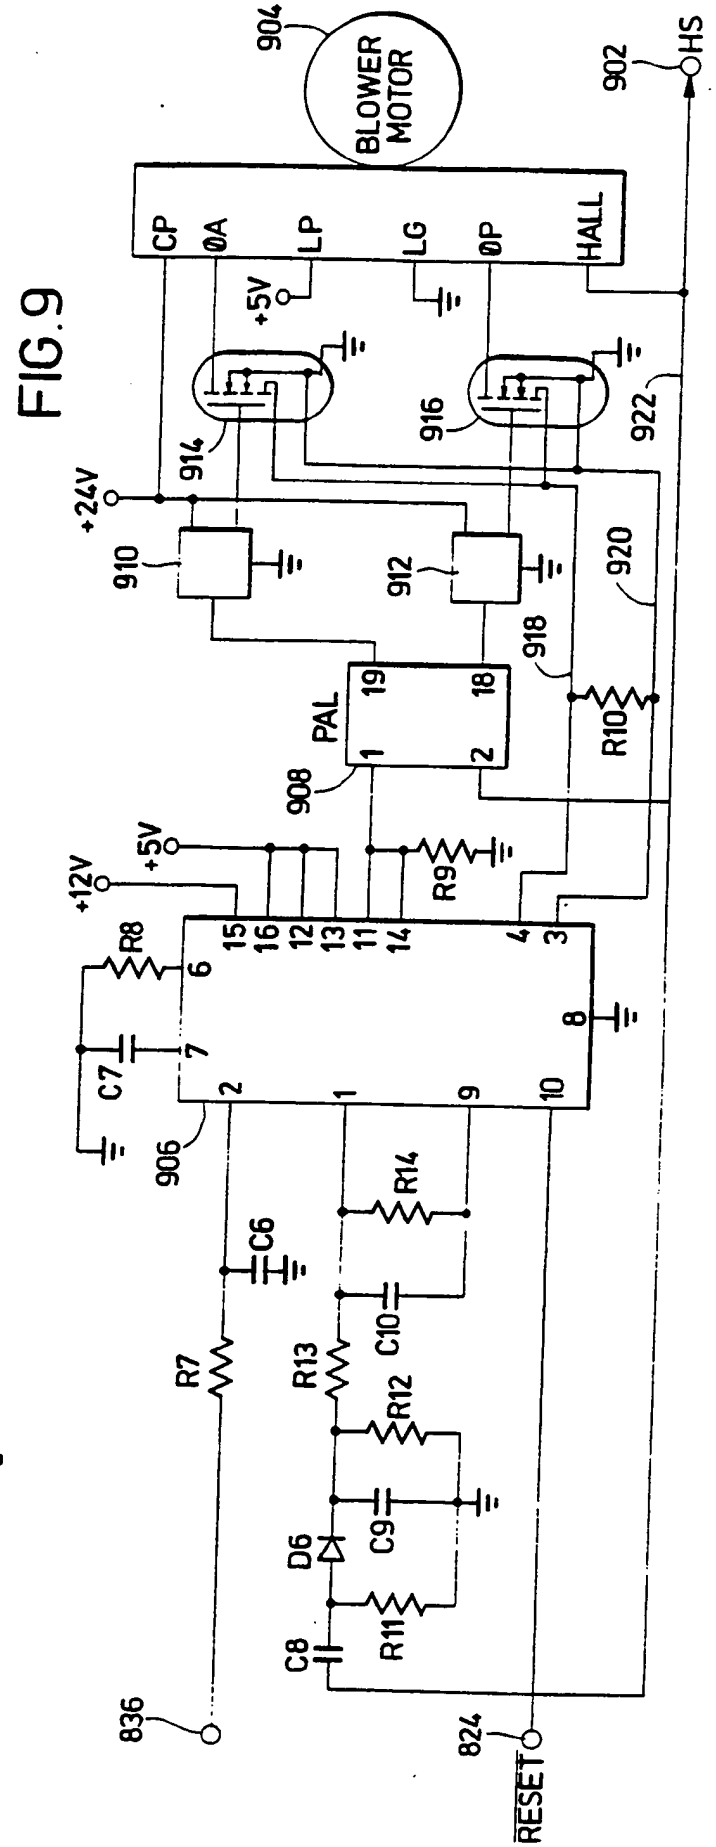 FIG.9
904
BLOWER
MOTOR
902
HS
CP
ØA
LP
LG
ØP
HALL
+5V
914
916
922
+24V
910
912
918
920
PAL
19
18
1
2
908
R10
+12V
+5V
R9
R8
C7
6
7
15
16
12
13
11
14
4
3
8
2
1
9
10
906
R7
C6
R14
C10
R13
R12
C9
D6
R11
C8
836
824
RESET